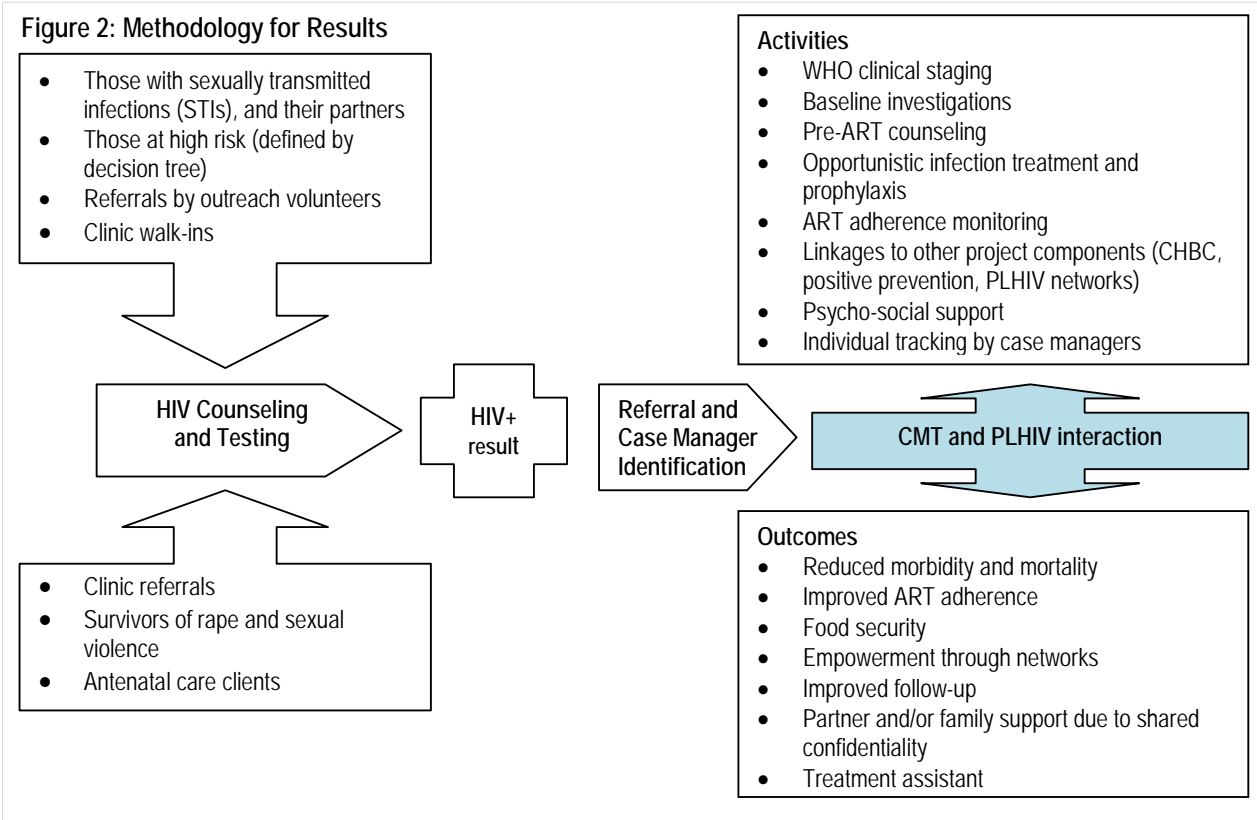 Figure 2: Methodology for Results
• Those with sexually transmitted
infections (STIs), and their partners
• Those at high risk (defined by
decision tree)
• Referrals by outreach volunteers
• Clinic walk-ins
HIV Counseling
and Testing
• Clinic referrals
• Survivors of rape and sexual
violence
• Antenatal care clients
HIV+
result
Referral and
Case Manager
Identification
Activities
• WHO clinical staging
• Baseline investigations
• Pre-ART counseling
• Opportunistic infection treatment and
prophylaxis
• ART adherence monitoring
• Linkages to other project components (CHBC,
positive prevention, PLHIV networks)
• Psycho-social support
• Individual tracking by case managers
CMT and PLHIV interaction
Outcomes
• Reduced morbidity and mortality
• Improved ART adherence
• Food security
• Empowerment through networks
• Improved follow-up
• Partner and/or family support due to shared
confidentiality
• Treatment assistant